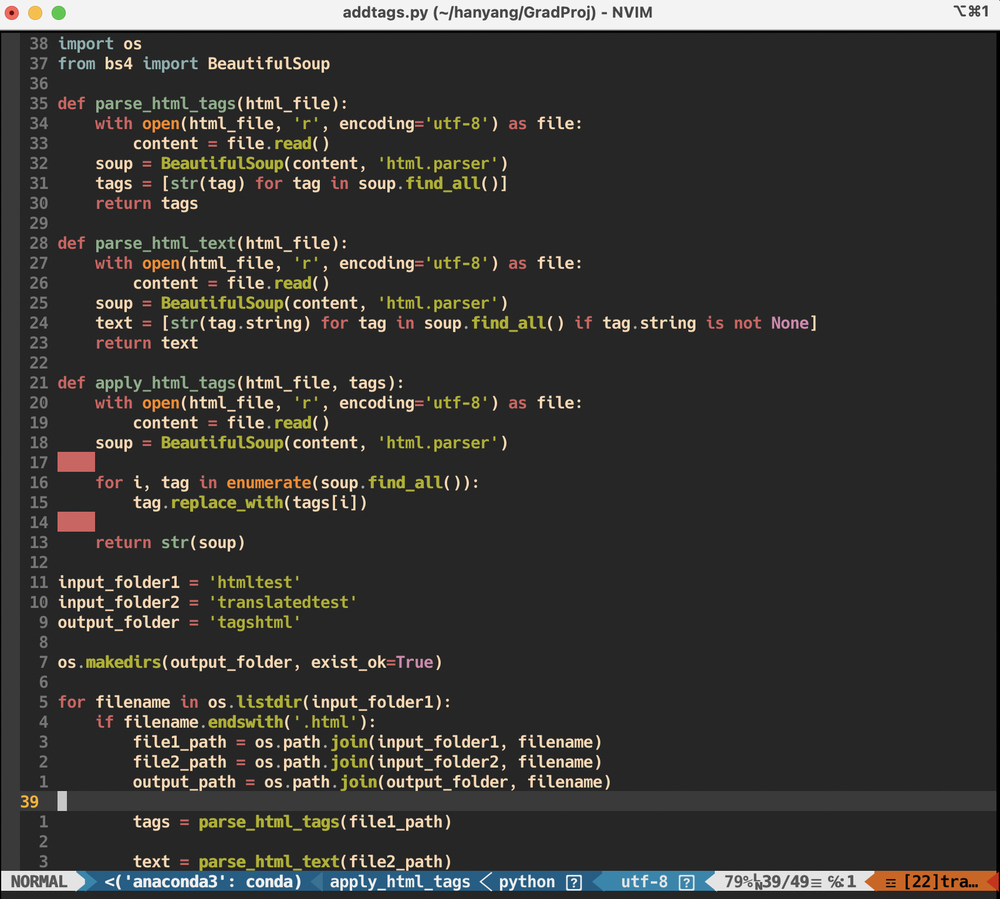 addtags.py (~/hanyang/GradProj) - NVIM ⌥⌘1
38 import os
37 from bs4 import BeautifulSoup
36
35 def parse_html_tags(html_file):
34     with open(html_file, 'r', encoding='utf-8') as file:
33         content = file.read()
32     soup = BeautifulSoup(content, 'html.parser')
31     tags = [str(tag) for tag in soup.find_all()]
30     return tags
29
28 def parse_html_text(html_file):
27     with open(html_file, 'r', encoding='utf-8') as file:
26         content = file.read()
25     soup = BeautifulSoup(content, 'html.parser')
24     text = [str(tag.string) for tag in soup.find_all() if tag.string is not None]
23     return text
22
21 def apply_html_tags(html_file, tags):
20     with open(html_file, 'r', encoding='utf-8') as file:
19         content = file.read()
18     soup = BeautifulSoup(content, 'html.parser')
17
16     for i, tag in enumerate(soup.find_all()):
15         tag.replace_with(tags[i])
14
13     return str(soup)
12
11 input_folder1 = 'htmltest'
10 input_folder2 = 'translatedtest'
9 output_folder = 'tagshtml'
8
7 os.makedirs(output_folder, exist_ok=True)
6
5 for filename in os.listdir(input_folder1):
4     if filename.endswith('.html'):
3         file1_path = os.path.join(input_folder1, filename)
2         file2_path = os.path.join(input_folder2, filename)
1         output_path = os.path.join(output_folder, filename)
39
1         tags = parse_html_tags(file1_path)
2
3         text = parse_html_text(file2_path)
NORMAL <('anaconda3': conda) apply_html_tags < python [?] utf-8 [?] 79% LN 39/49≡ ℅:1 ☲ [22]tra…